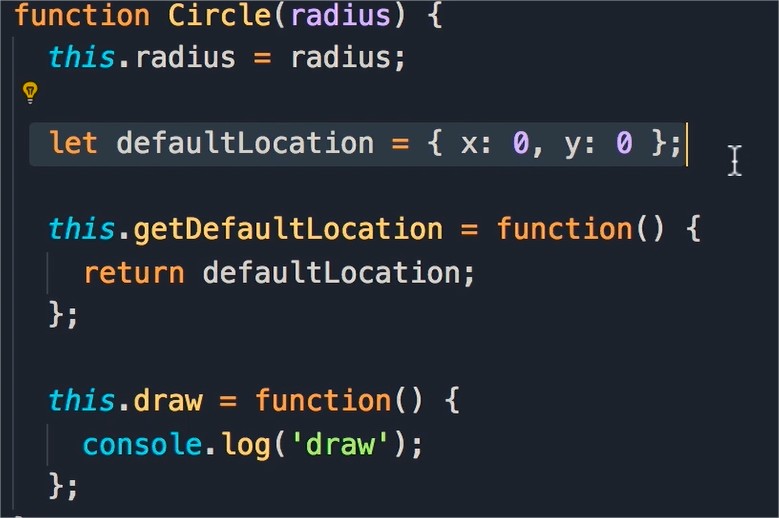 function Circle(radius) {
this.radius = radius;
let defaultLocation = { x: 0, y: 0 };
this.getDefaultLocation = function() {
return defaultLocation;
};
this.draw = function() {
console.log('draw');
};